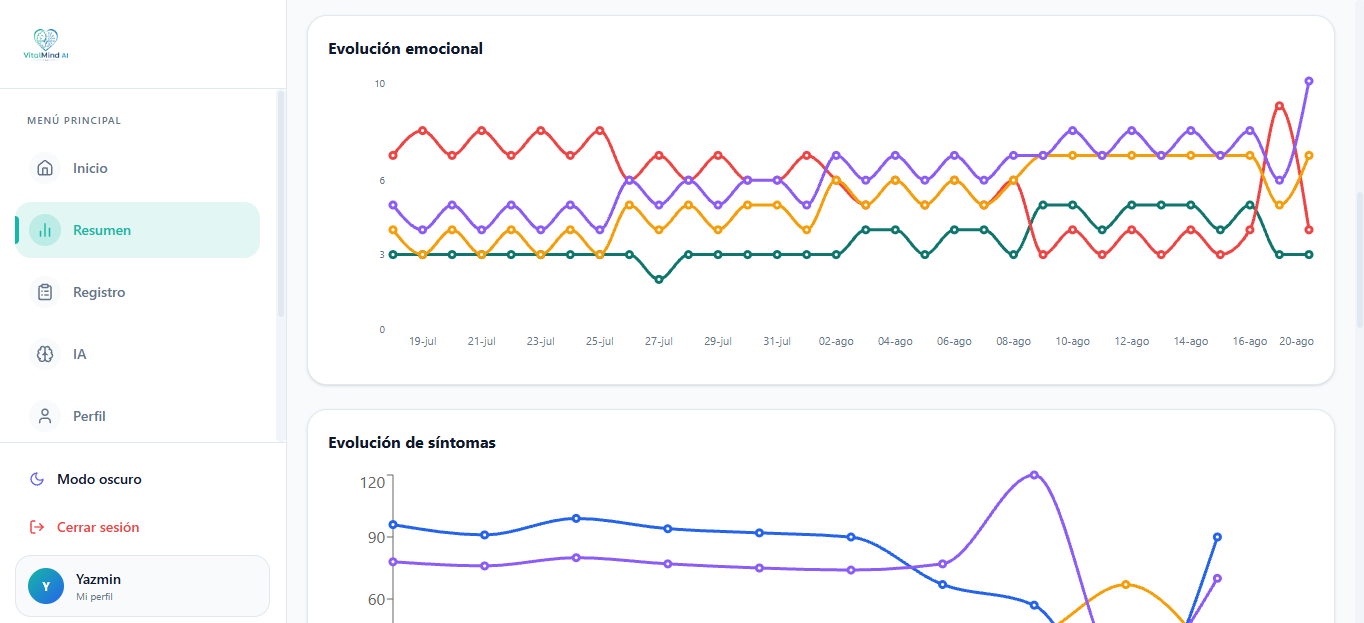 VitalMind AI
MENÚ PRINCIPAL
Inicio
Resumen
Registro
IA
Perfil
Modo oscuro
Cerrar sesión
Y
Yazmin
Mi perfil
Evolución emocional
10
6
3
0
19-jul 21-jul 23-jul 25-jul 27-jul 29-jul 31-jul 02-ago 04-ago 06-ago 08-ago 10-ago 12-ago 14-ago 16-ago 20-ago
Evolución de síntomas
120
90
60